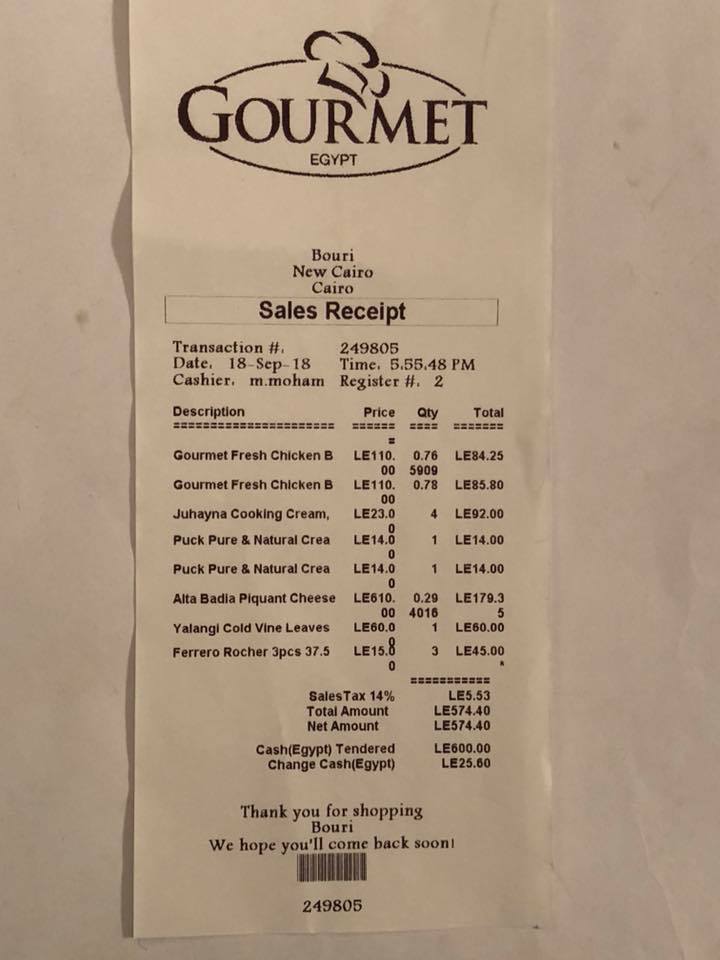 GOURMET
EGYPT
Bouri
New Cairo
Cairo
Sales Receipt
Transaction #. 249805
Date. 18-Sep-18 Time. 5.55.48 PM
Cashier. m.moham Register #. 2
Description Price Qty Total
====================== ====== ==== =======
=
Gourmet Fresh Chicken B LE110. 0.76 LE84.25
00 5909
Gourmet Fresh Chicken B LE110. 0.78 LE85.80
00
Juhayna Cooking Cream, LE23.0 4 LE92.00
0
Puck Pure & Natural Crea LE14.0 1 LE14.00
0
Puck Pure & Natural Crea LE14.0 1 LE14.00
0
Alta Badia Piquant Cheese LE610. 0.29 LE179.3
00 4016 5
Yalangi Cold Vine Leaves LE60.0 1 LE60.00
0
Ferrero Rocher 3pcs 37.5 LE15.0 3 LE45.00
0 *
===========
SalesTax 14% LE5.53
Total Amount LE574.40
Net Amount LE574.40
Cash(Egypt) Tendered LE600.00
Change Cash(Egypt) LE25.60
Thank you for shopping
Bouri
We hope you'll come back soon!
249805